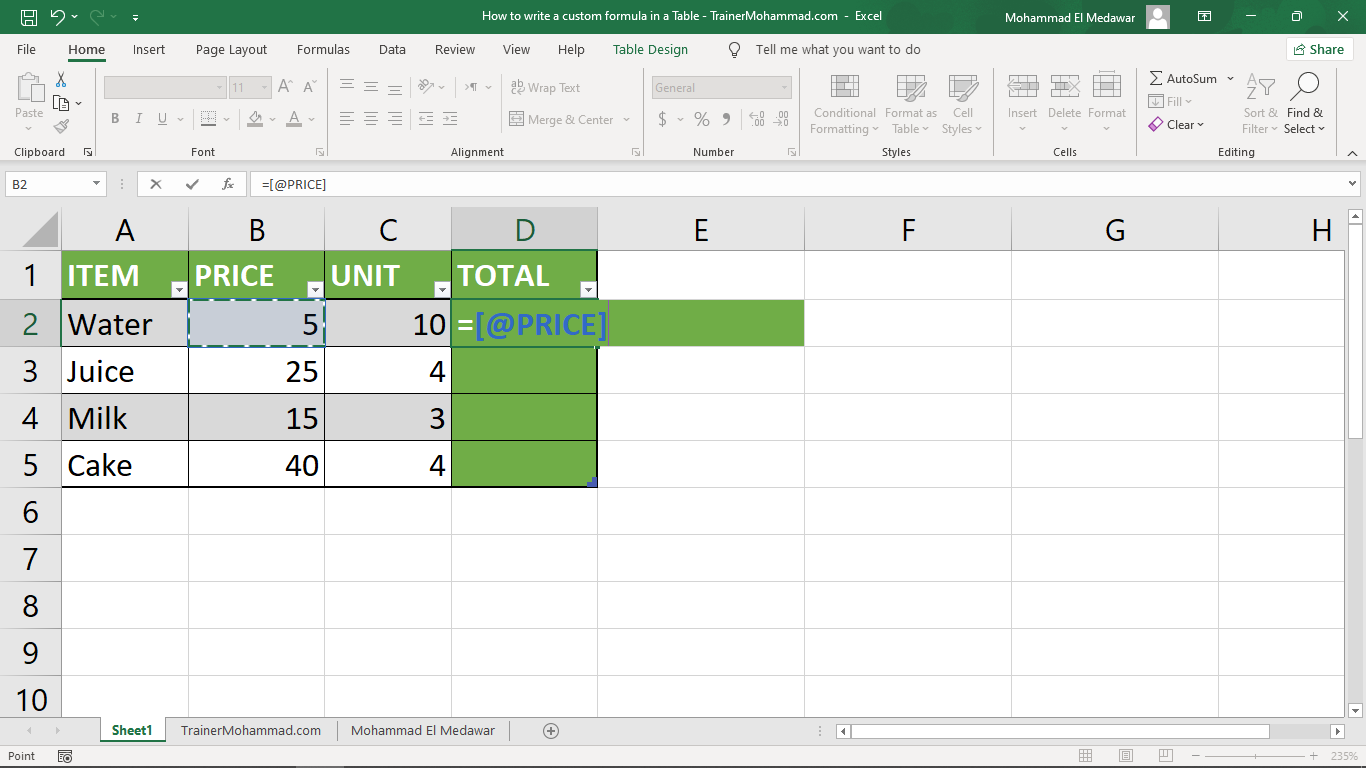 How to write a custom formula in a Table - TrainerMohammad.com - Excel
Mohammad El Medawar
File Home Insert Page Layout Formulas Data Review View Help Table Design Tell me what you want to do Share
Paste
Clipboard
11 A A
B I U A
Font
Wrap Text
Merge & Center
Alignment
General
$ % 9
Number
Conditional Formatting
Format as Table
Cell Styles
Styles
Insert Delete Format
Cells
AutoSum
Fill
Clear
Sort & Filter
Find & Select
Editing
B2 fx =[@PRICE]
A B C D E F G H
1 ITEM PRICE UNIT TOTAL
2 Water 5 10 =[@PRICE]
3 Juice 25 4
4 Milk 15 3
5 Cake 40 4
6
7
8
9
10
Sheet1 TrainerMohammad.com Mohammad El Medawar
Point 235%